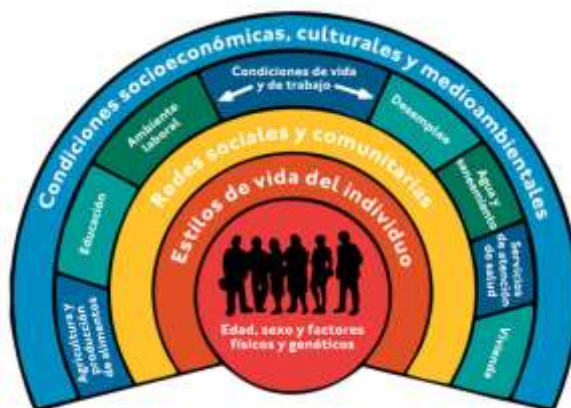 Condiciones socioeconómicas, culturales y medioambientales
Condiciones de vida
y de trabajo
Agricultura y
producción
de alimentos
Educación
Ambiente
laboral
Desempleo
Agua y
saneamiento
Servicios
de atención
de salud
Vivienda
Redes sociales y comunitarias
Estilos de vida del individuo
Edad, sexo y factores
físicos y genéticos